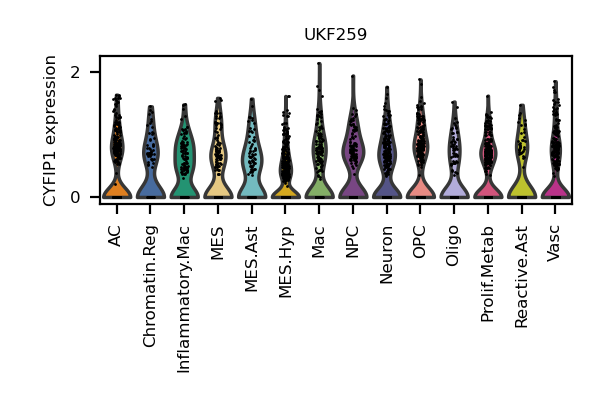 UKF259
CYFIP1 expression
2
0
AC
Chromatin.Reg
Inflammatory.Mac
MES
MES.Ast
MES.Hyp
Mac
NPC
Neuron
OPC
Oligo
Prolif.Metab
Reactive.Ast
Vasc